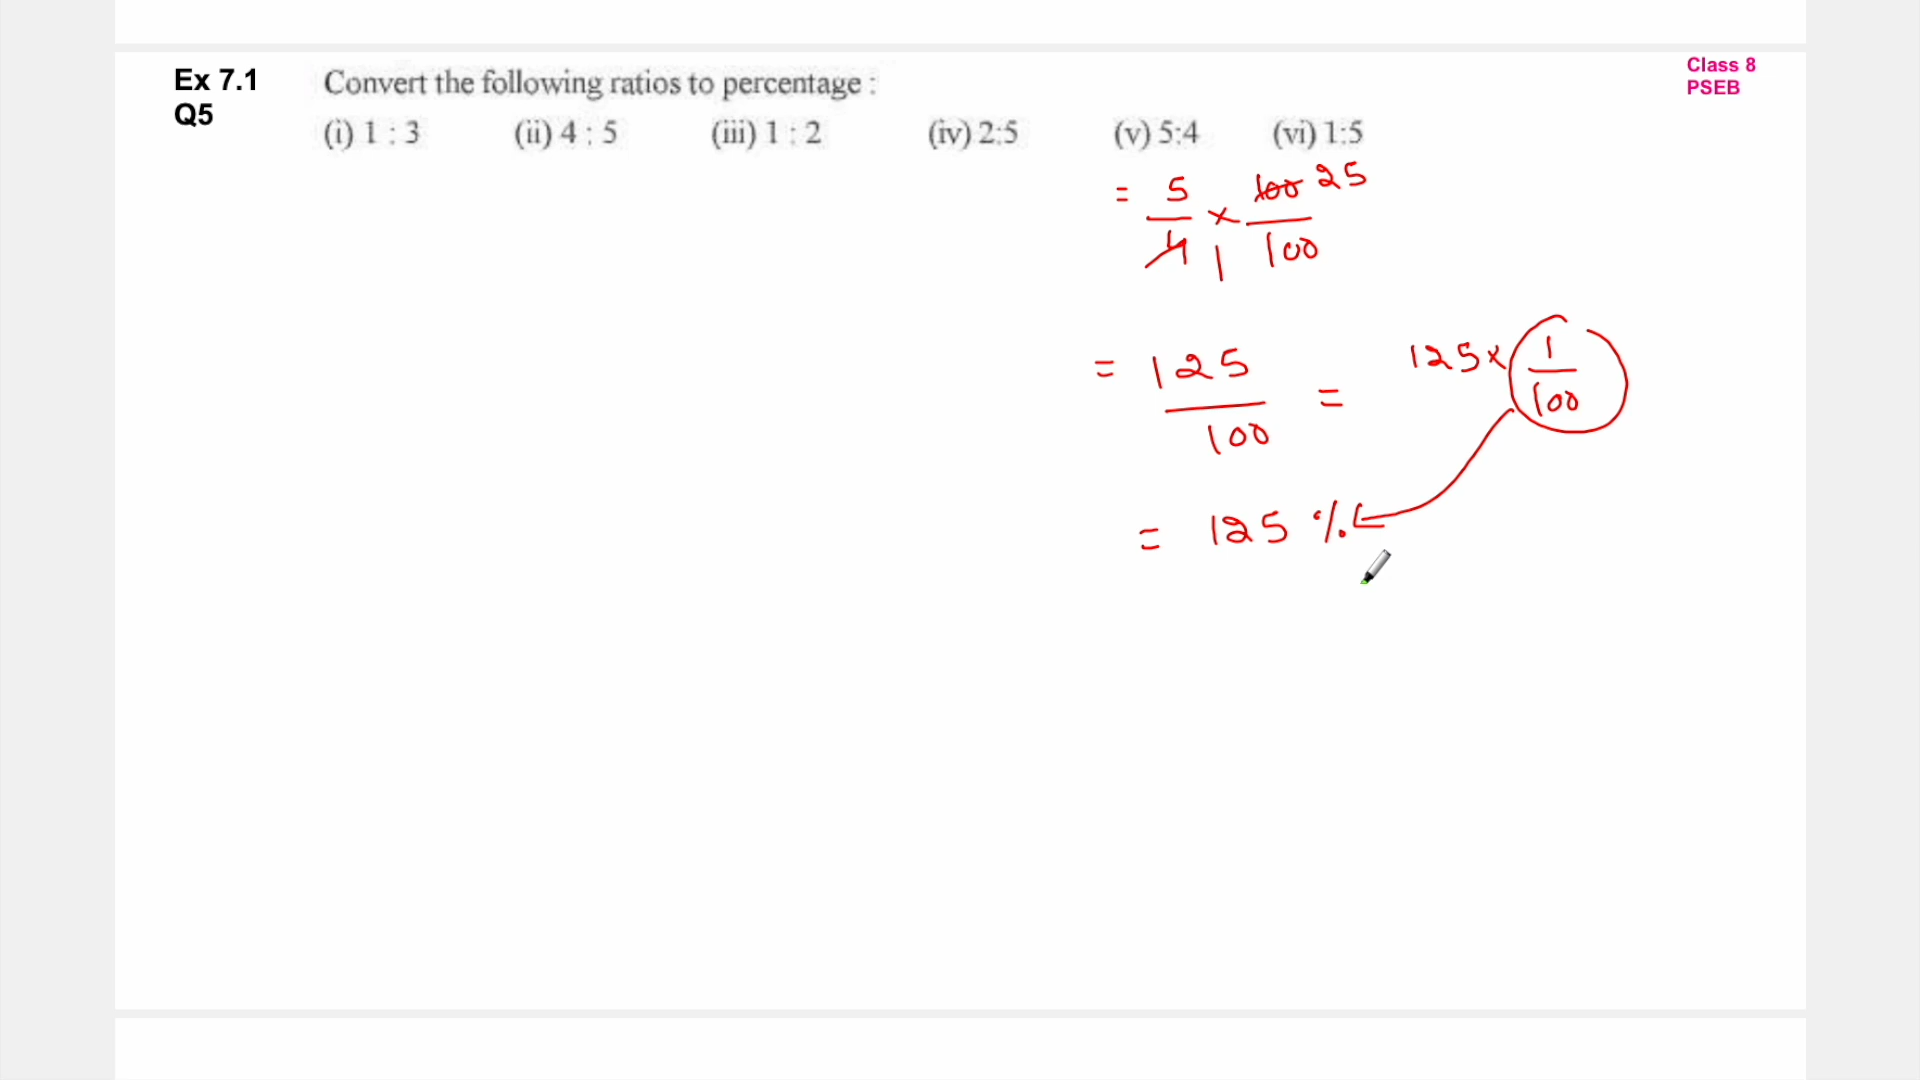 Ex 7.1
Q5
Convert the following ratios to percentage :
(i) 1 : 3 (ii) 4 : 5 (iii) 1 : 2 (iv) 2:5 (v) 5:4 (vi) 1:5
Class 8
PSEB
= 5/4 1 × 100 25/100
= 125/100 = 125 × 1/100
= 125 %